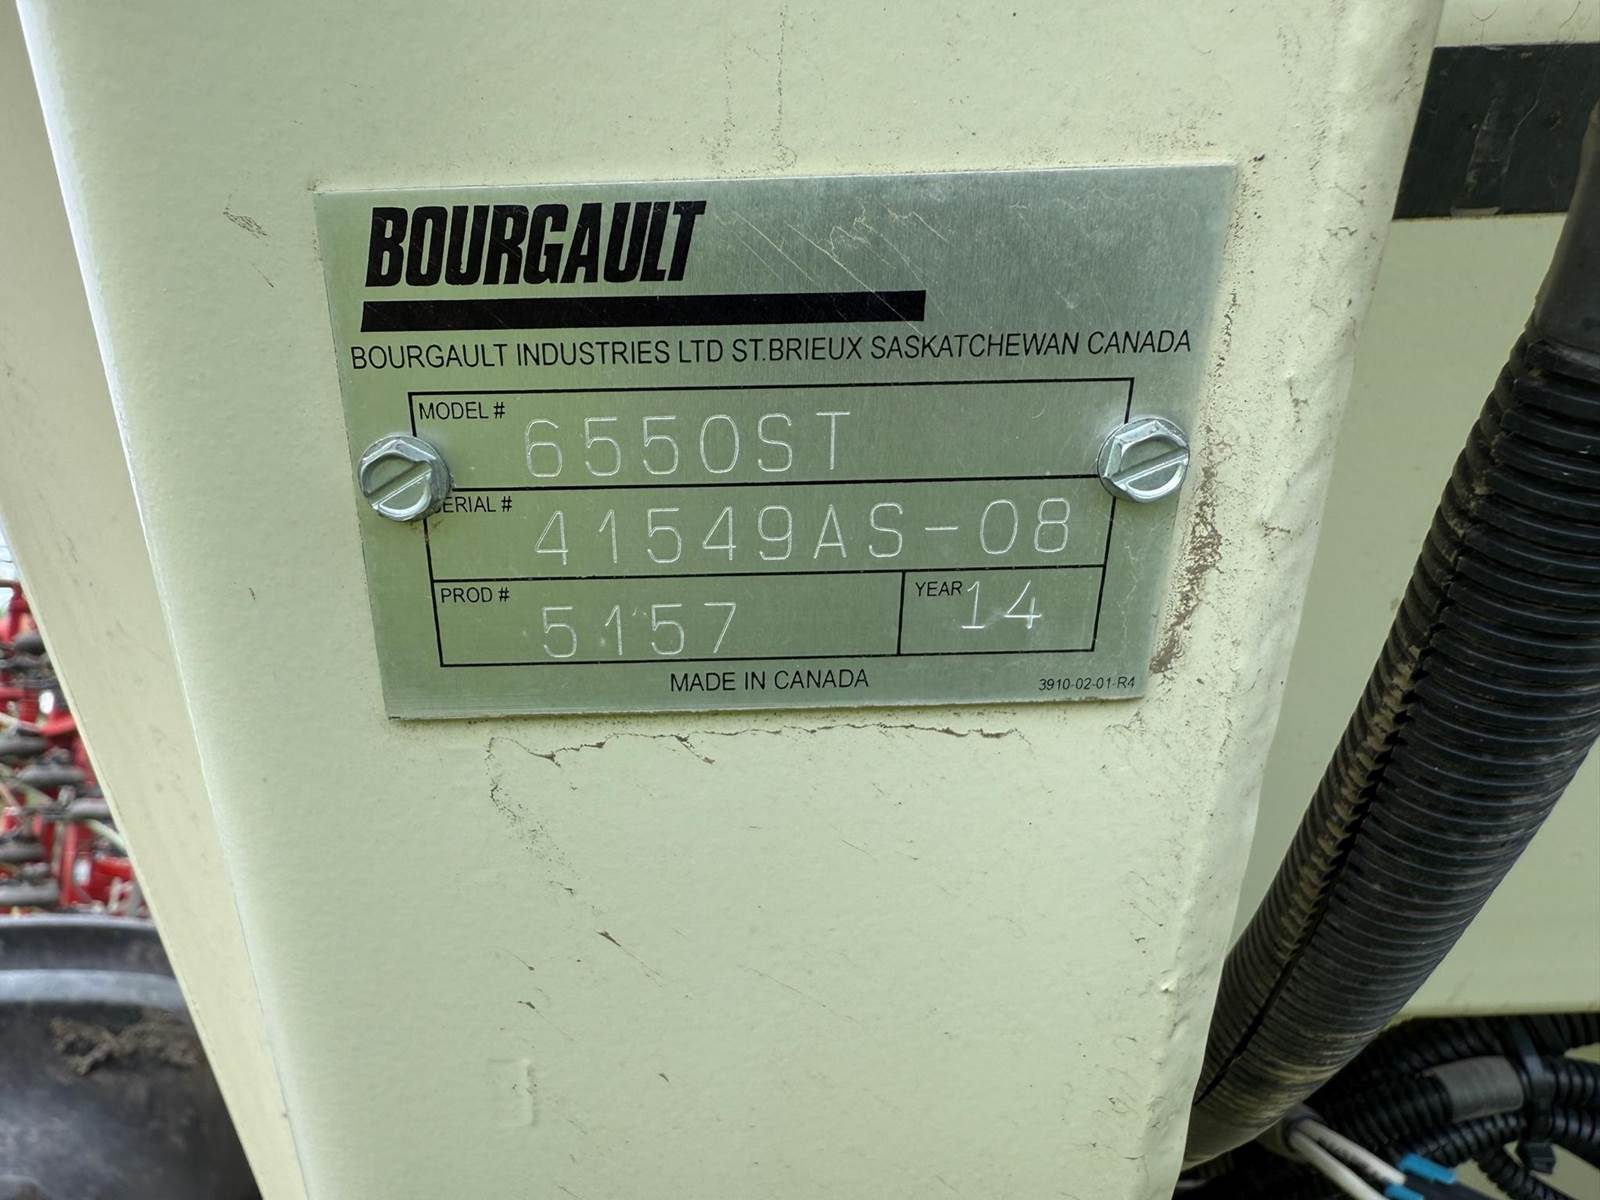 BOURGAULT
BOURGAULT INDUSTRIES LTD ST.BRIEUX SASKATCHEWAN CANADA
MODEL # 6550ST
SERIAL # 41549AS-08
PROD # 5157 YEAR 14
MADE IN CANADA 3910-02-01-R4